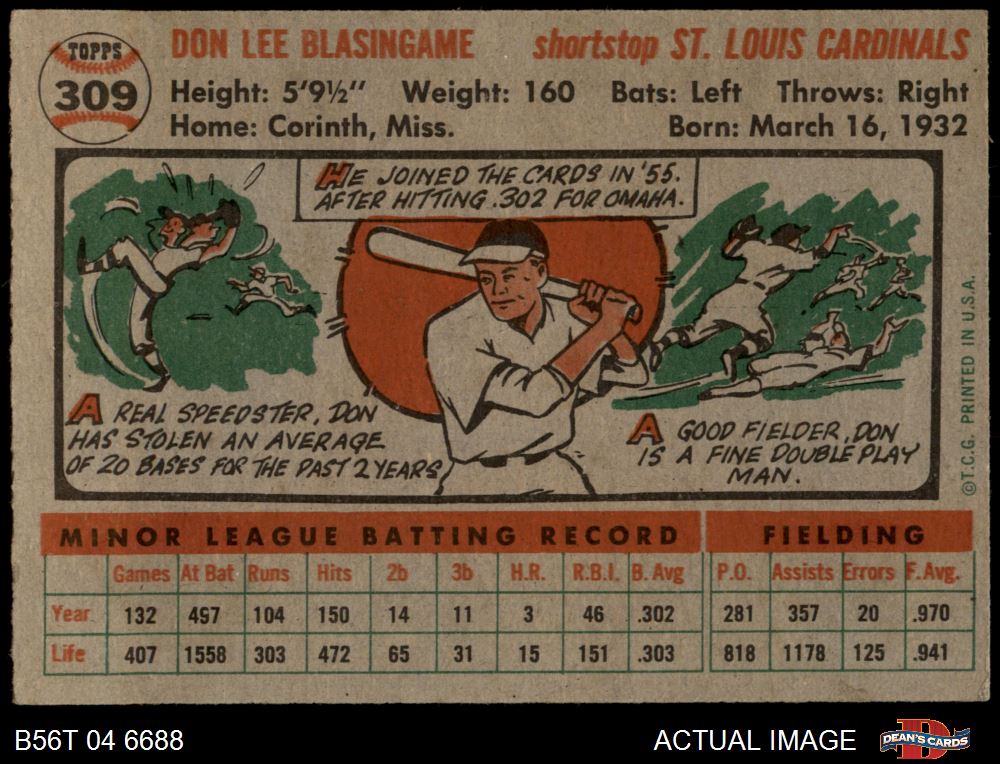 TOPPS
309
DON LEE BLASINGAME shortstop ST. LOUIS CARDINALS
Height: 5'9½" Weight: 160 Bats: Left Throws: Right
Home: Corinth, Miss. Born: March 16, 1932
HE JOINED THE CARDS IN '55.
AFTER HITTING .302 FOR OMAHA.
A REAL SPEEDSTER, DON
HAS STOLEN AN AVERAGE
OF 20 BASES FOR THE PAST 2 YEARS
A GOOD FIELDER, DON
IS A FINE DOUBLE PLAY
MAN.
©T.C.G. PRINTED IN U.S.A.
MINOR LEAGUE BATTING RECORD FIELDING
Games At Bat Runs Hits 2b 3b H.R. R.B.I. B. Avg P.O. Assists Errors F. Avg.
Year 132 497 104 150 14 11 3 46 .302 281 357 20 .970
Life 407 1558 303 472 65 31 15 151 .303 818 1178 125 .941
B56T 04 6688 ACTUAL IMAGE D DEAN'S CARDS